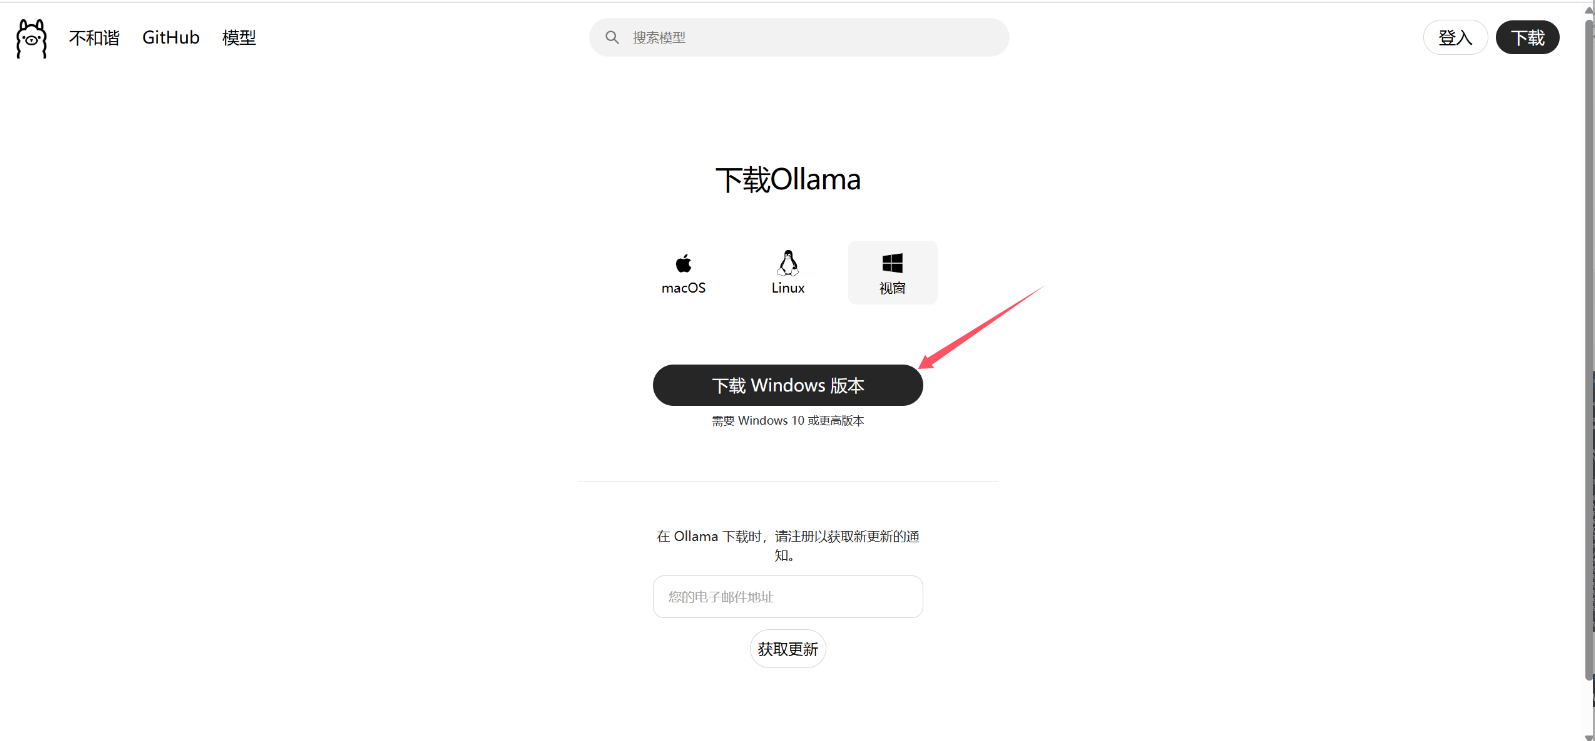 不和谐
GitHub
模型
搜索模型
登入
下载
下载Ollama
macOS
Linux
视窗
下载 Windows 版本
需要 Windows 10 或更高版本
在 Ollama 下载时，请注册以获取新更新的通
知。
您的电子邮件地址
获取更新